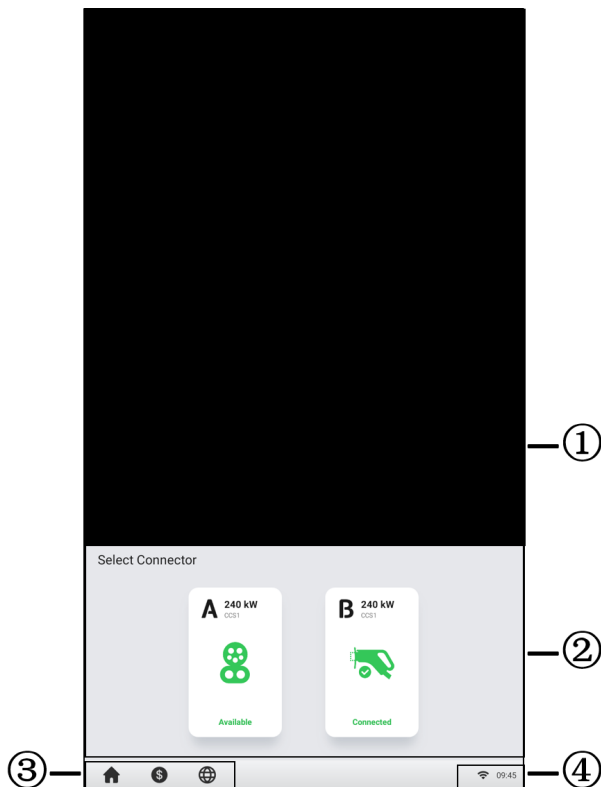 ①
Select Connector
A 240 kW
CCS1
Available
B 240 kW
CCS1
Connected
②
③
$
09:45
④